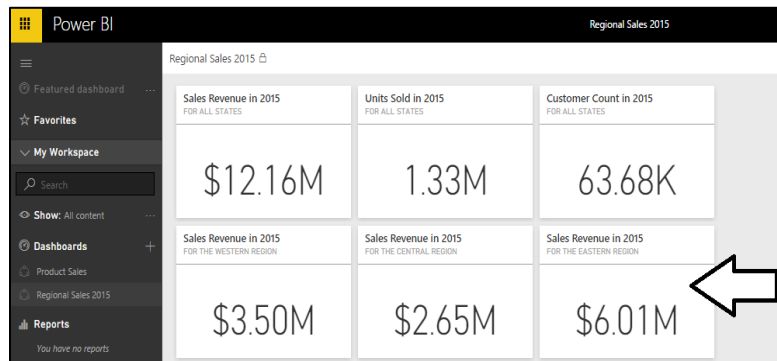 Power BI
Regional Sales 2015
Regional Sales 2015
Featured dashboard ...
Favorites
My Workspace
Search
Show: All content ...
Dashboards +
Product Sales
Regional Sales 2015
Reports
You have no reports
Sales Revenue in 2015
FOR ALL STATES
$12.16M
Units Sold in 2015
FOR ALL STATES
1.33M
Customer Count in 2015
FOR ALL STATES
63.68K
Sales Revenue in 2015
FOR THE WESTERN REGION
$3.50M
Sales Revenue in 2015
FOR THE CENTRAL REGION
$2.65M
Sales Revenue in 2015
FOR THE EASTERN REGION
$6.01M